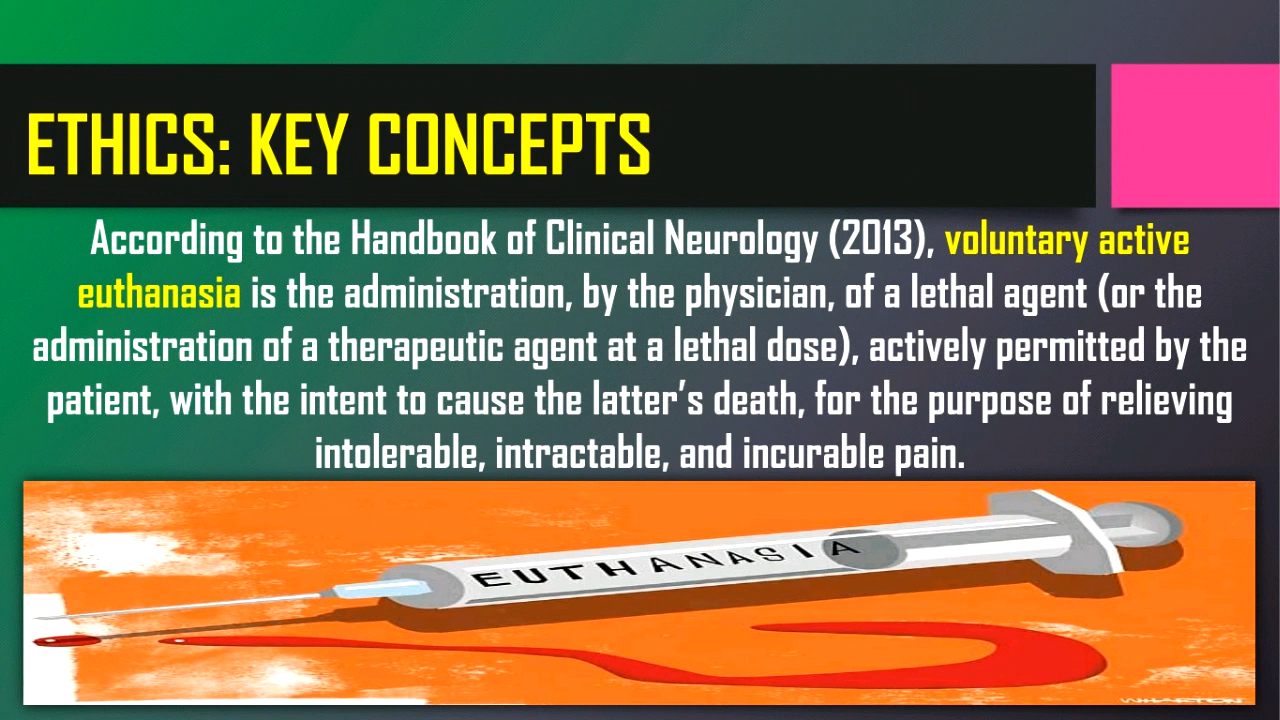 ETHICS: KEY CONCEPTS
According to the Handbook of Clinical Neurology (2013), voluntary active
euthanasia is the administration, by the physician, of a lethal agent (or the
administration of a therapeutic agent at a lethal dose), actively permitted by the
patient, with the intent to cause the latter’s death, for the purpose of relieving
intolerable, intractable, and incurable pain.
EUTHANASIA
WHARTON